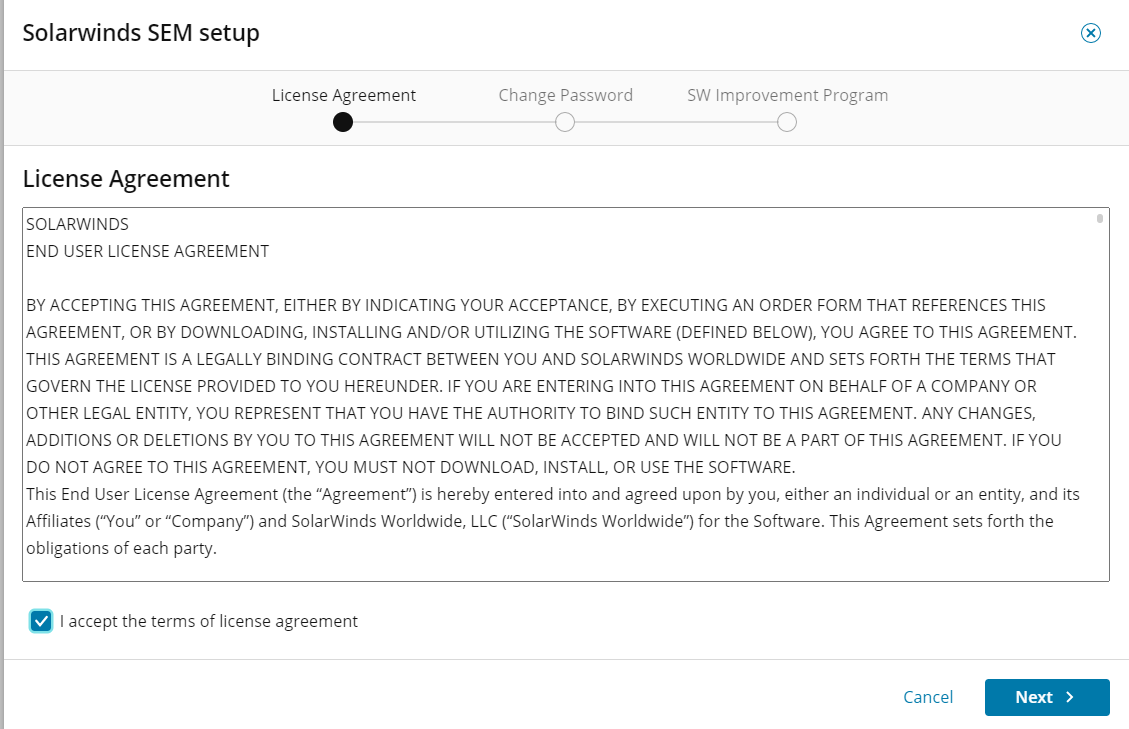 Solarwinds SEM setup
License Agreement
Change Password
SW Improvement Program
License Agreement
SOLARWINDS
END USER LICENSE AGREEMENT
BY ACCEPTING THIS AGREEMENT, EITHER BY INDICATING YOUR ACCEPTANCE, BY EXECUTING AN ORDER FORM THAT REFERENCES THIS
AGREEMENT, OR BY DOWNLOADING, INSTALLING AND/OR UTILIZING THE SOFTWARE (DEFINED BELOW), YOU AGREE TO THIS AGREEMENT.
THIS AGREEMENT IS A LEGALLY BINDING CONTRACT BETWEEN YOU AND SOLARWINDS WORLDWIDE AND SETS FORTH THE TERMS THAT
GOVERN THE LICENSE PROVIDED TO YOU HEREUNDER. IF YOU ARE ENTERING INTO THIS AGREEMENT ON BEHALF OF A COMPANY OR
OTHER LEGAL ENTITY, YOU REPRESENT THAT YOU HAVE THE AUTHORITY TO BIND SUCH ENTITY TO THIS AGREEMENT. ANY CHANGES,
ADDITIONS OR DELETIONS BY YOU TO THIS AGREEMENT WILL NOT BE ACCEPTED AND WILL NOT BE A PART OF THIS AGREEMENT. IF YOU
DO NOT AGREE TO THIS AGREEMENT, YOU MUST NOT DOWNLOAD, INSTALL, OR USE THE SOFTWARE.
This End User License Agreement (the “Agreement”) is hereby entered into and agreed upon by you, either an individual or an entity, and its
Affiliates (“You” or “Company”) and SolarWinds Worldwide, LLC (“SolarWinds Worldwide”) for the Software. This Agreement sets forth the
obligations of each party.
I accept the terms of license agreement
Cancel
Next